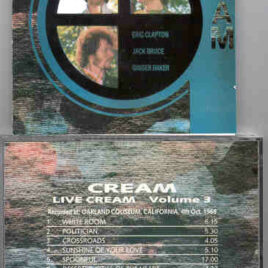 A
M
ERIC CLAPTON
JACK BRUCE
GINGER BAKER
CREAM
LIVE CREAM Volume 3
Recorded at: OAKLAND COLISEUM, CALIFORNIA, 4th Oct. 1968
1. WHITE ROOM 6.15
2. POLITICIAN 5.30
3. CROSSROADS 4.05
4. SUNSHINE OF YOUR LOVE 5.10
5. SPOONFUL 17.00